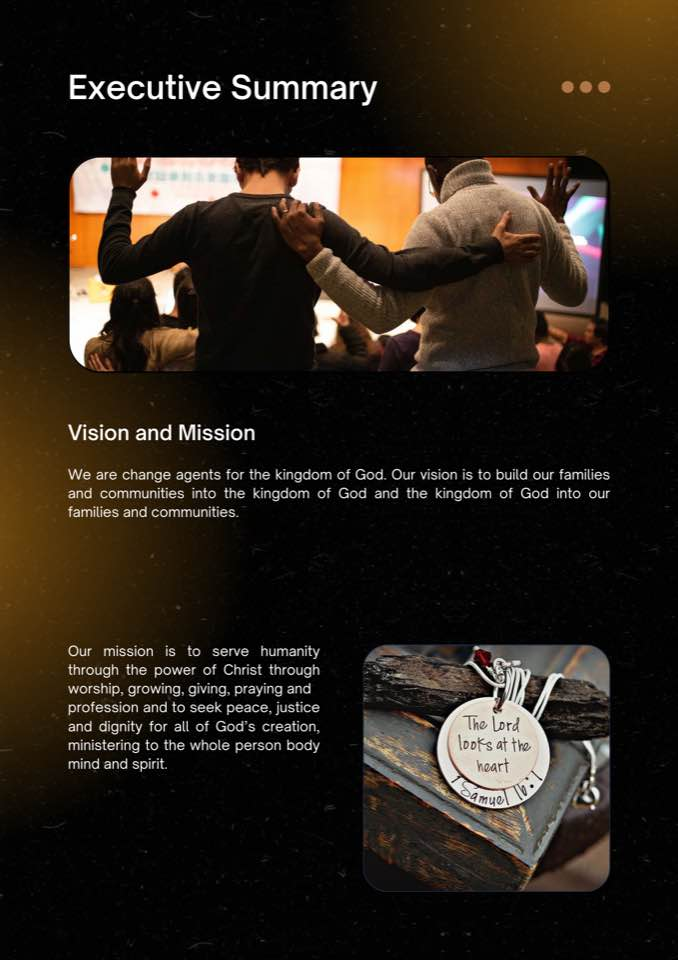 Executive Summary
Vision and Mission
We are change agents for the kingdom of God. Our vision is to build our families
and communities into the kingdom of God and the kingdom of God into our
families and communities.
Our mission is to serve humanity
through the power of Christ through
worship, growing, giving, praying and
profession and to seek peace, justice
and dignity for all of God's creation,
ministering to the whole person body
mind and spirit.
The Lord
looks at the
heart
1 Samuel 16:7